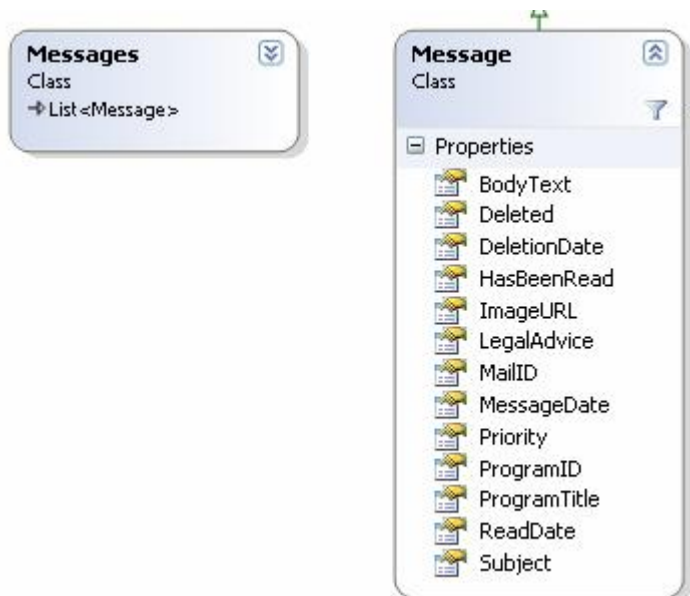 Messages
Class
List<Message>
Message
Class
Properties
BodyText
Deleted
DeletionDate
HasBeenRead
ImageURL
LegalAdvice
MailID
MessageDate
Priority
ProgramID
ProgramTitle
ReadDate
Subject